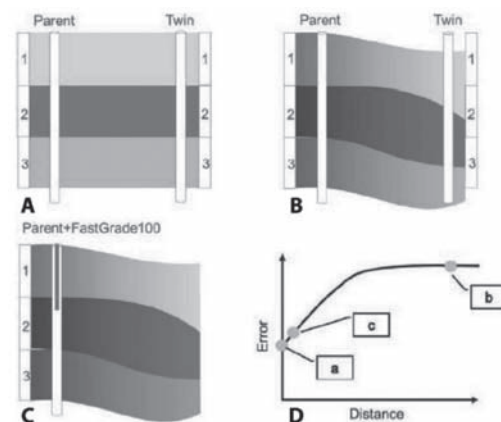 Parent Twin
1 1
2 2
3 3
A
Parent Twin
1 1
2 2
3 3
B
Parent+FastGrade100
1
2
3
C
Error
a
c
b
Distance
D